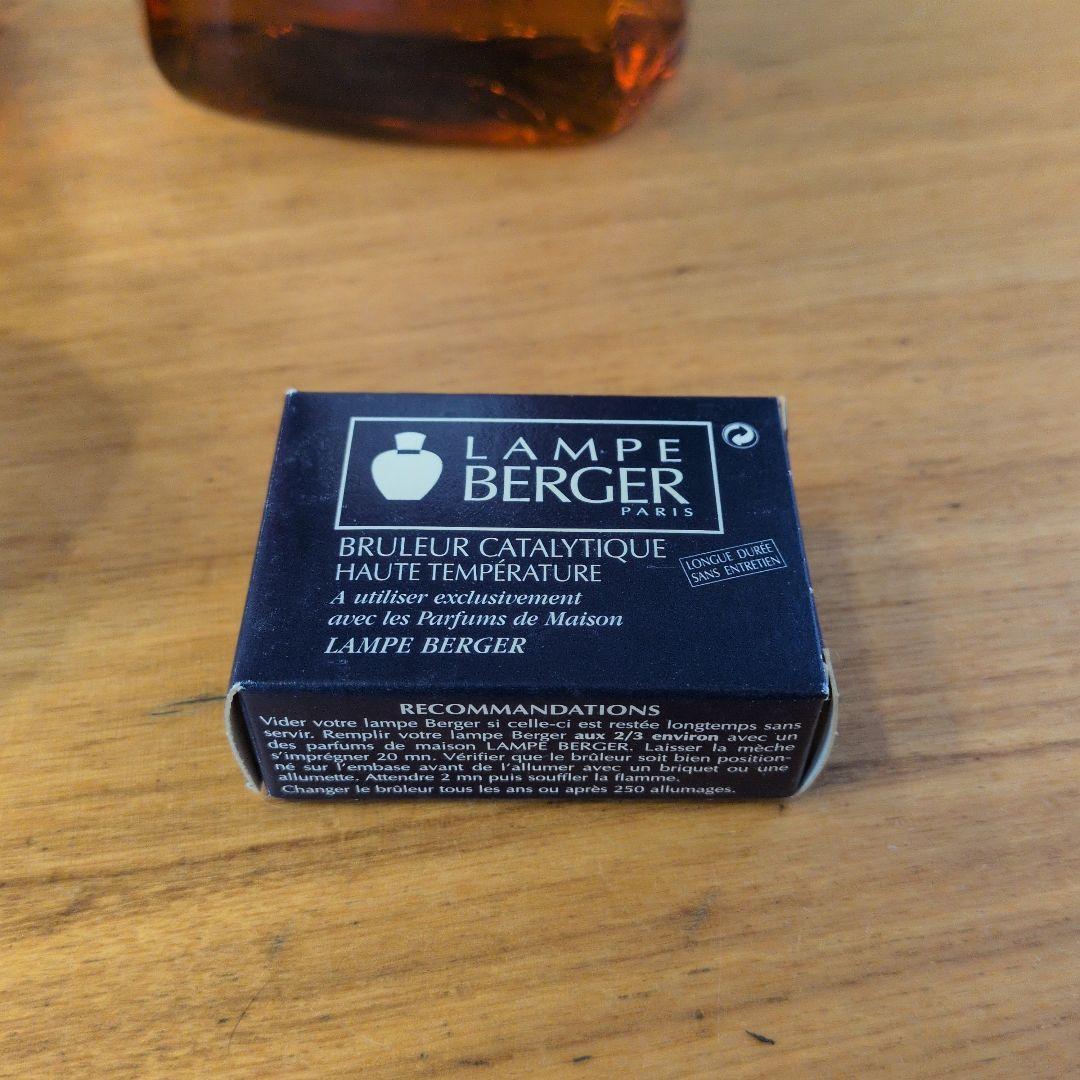 LAMPE
BERGER
PARIS
BRULEUR CATALYTIQUE
HAUTE TEMPÉRATURE
LONGUE DURÉE
SANS ENTRETIEN
A utiliser exclusivement
avec les Parfums de Maison
LAMPE BERGER
RECOMMANDATIONS
Vider votre lampe Berger si celle-ci est restée longtemps sans
servir. Remplir votre lampe Berger aux 2/3 environ avec un
des parfums de maison LAMPE BERGER. Laisser la mèche
s'imprégner 20 mn. Vérifier que le brûleur soit bien position-
né sur l'embase avant de l'allumer avec un briquet ou une
allumette. Attendre 2 mn puis souffler la flamme.
Changer le brûleur tous les ans ou après 250 allumages.